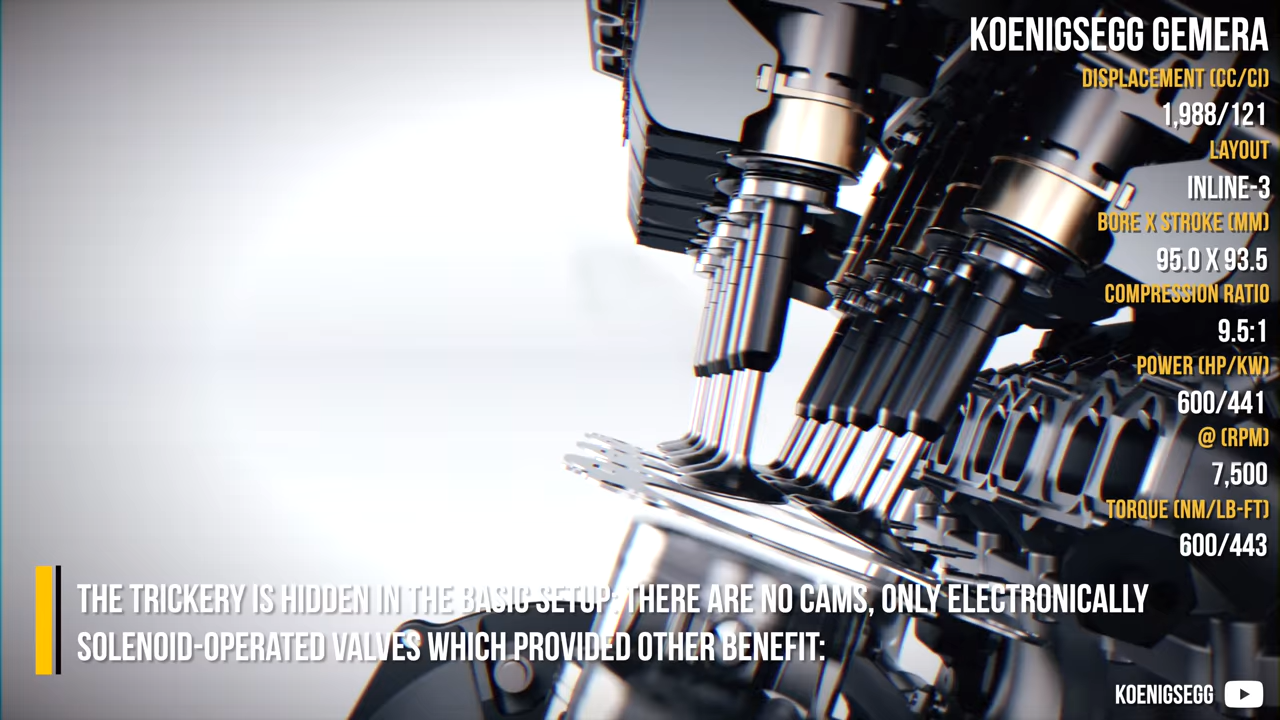 KOENIGSEGG GEMERA
DISPLACEMENT (CC/CI)
1,988/121
LAYOUT
INLINE-3
BORE X STROKE (MM)
95.0 X 93.5
COMPRESSION RATIO
9.5:1
POWER (HP/KW)
600/441
@ (RPM)
7,500
TORQUE (NM/LB-FT)
600/443
THE TRICKERY IS HIDDEN IN THE BASIC SETUP: THERE ARE NO CAMS, ONLY ELECTRONICALLY
SOLENOID-OPERATED VALVES WHICH PROVIDED OTHER BENEFIT:
KOENIGSEGG